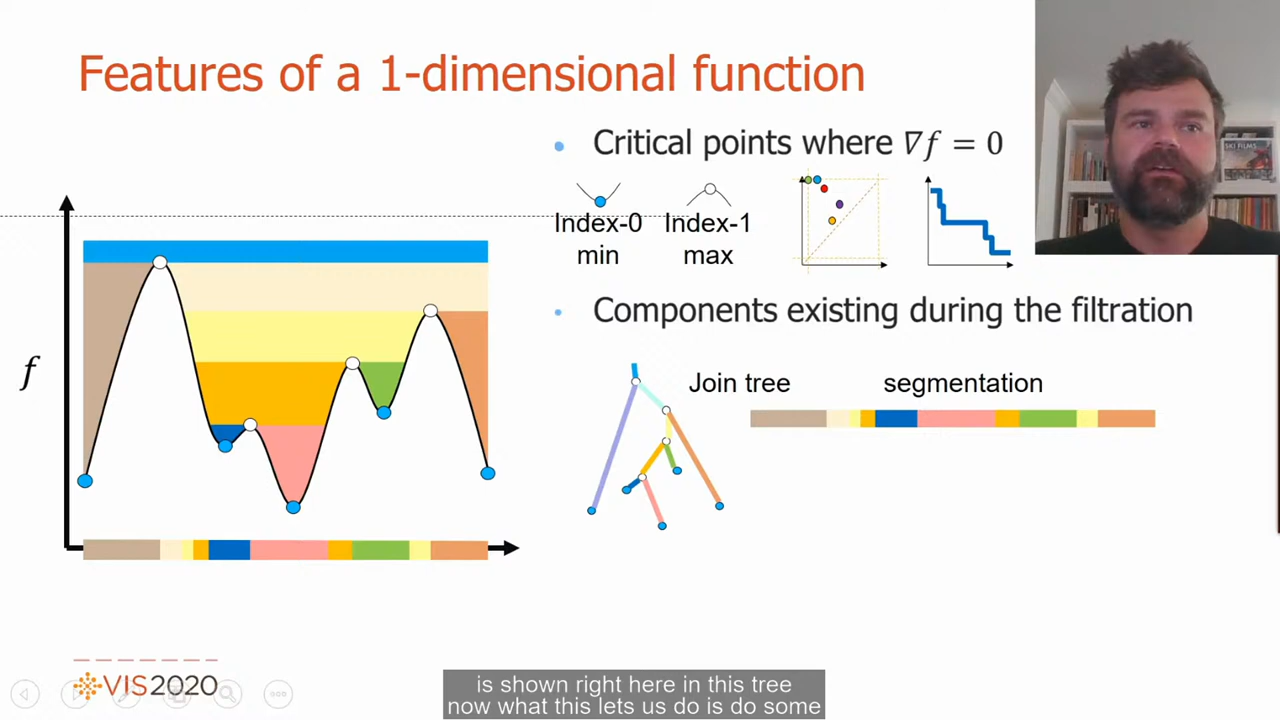 Features of a 1-dimensional function
Critical points where ∇f = 0
Index-0
min
Index-1
max
SKI FILMS
f
Components existing during the filtration
Join tree
segmentation
VIS2020
is shown right here in this tree
now what this lets us do is do some